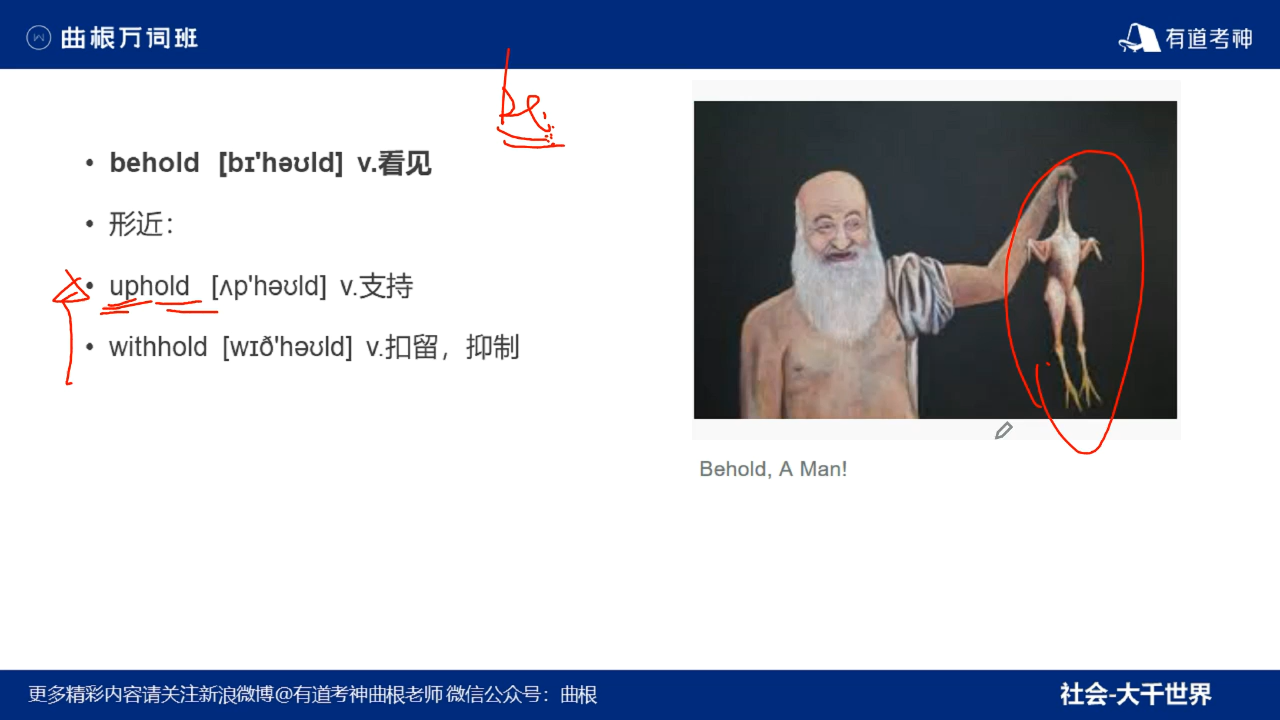 曲根万词班
有道考神
be
behold [bɪ'həʊld] v.看见
形近：
uphold [ʌp'həʊld] v.支持
withhold [wɪð'həʊld] v.扣留，抑制
Behold, A Man!
更多精彩内容请关注新浪微博@有道考神曲根老师 微信公众号：曲根
社会-大千世界